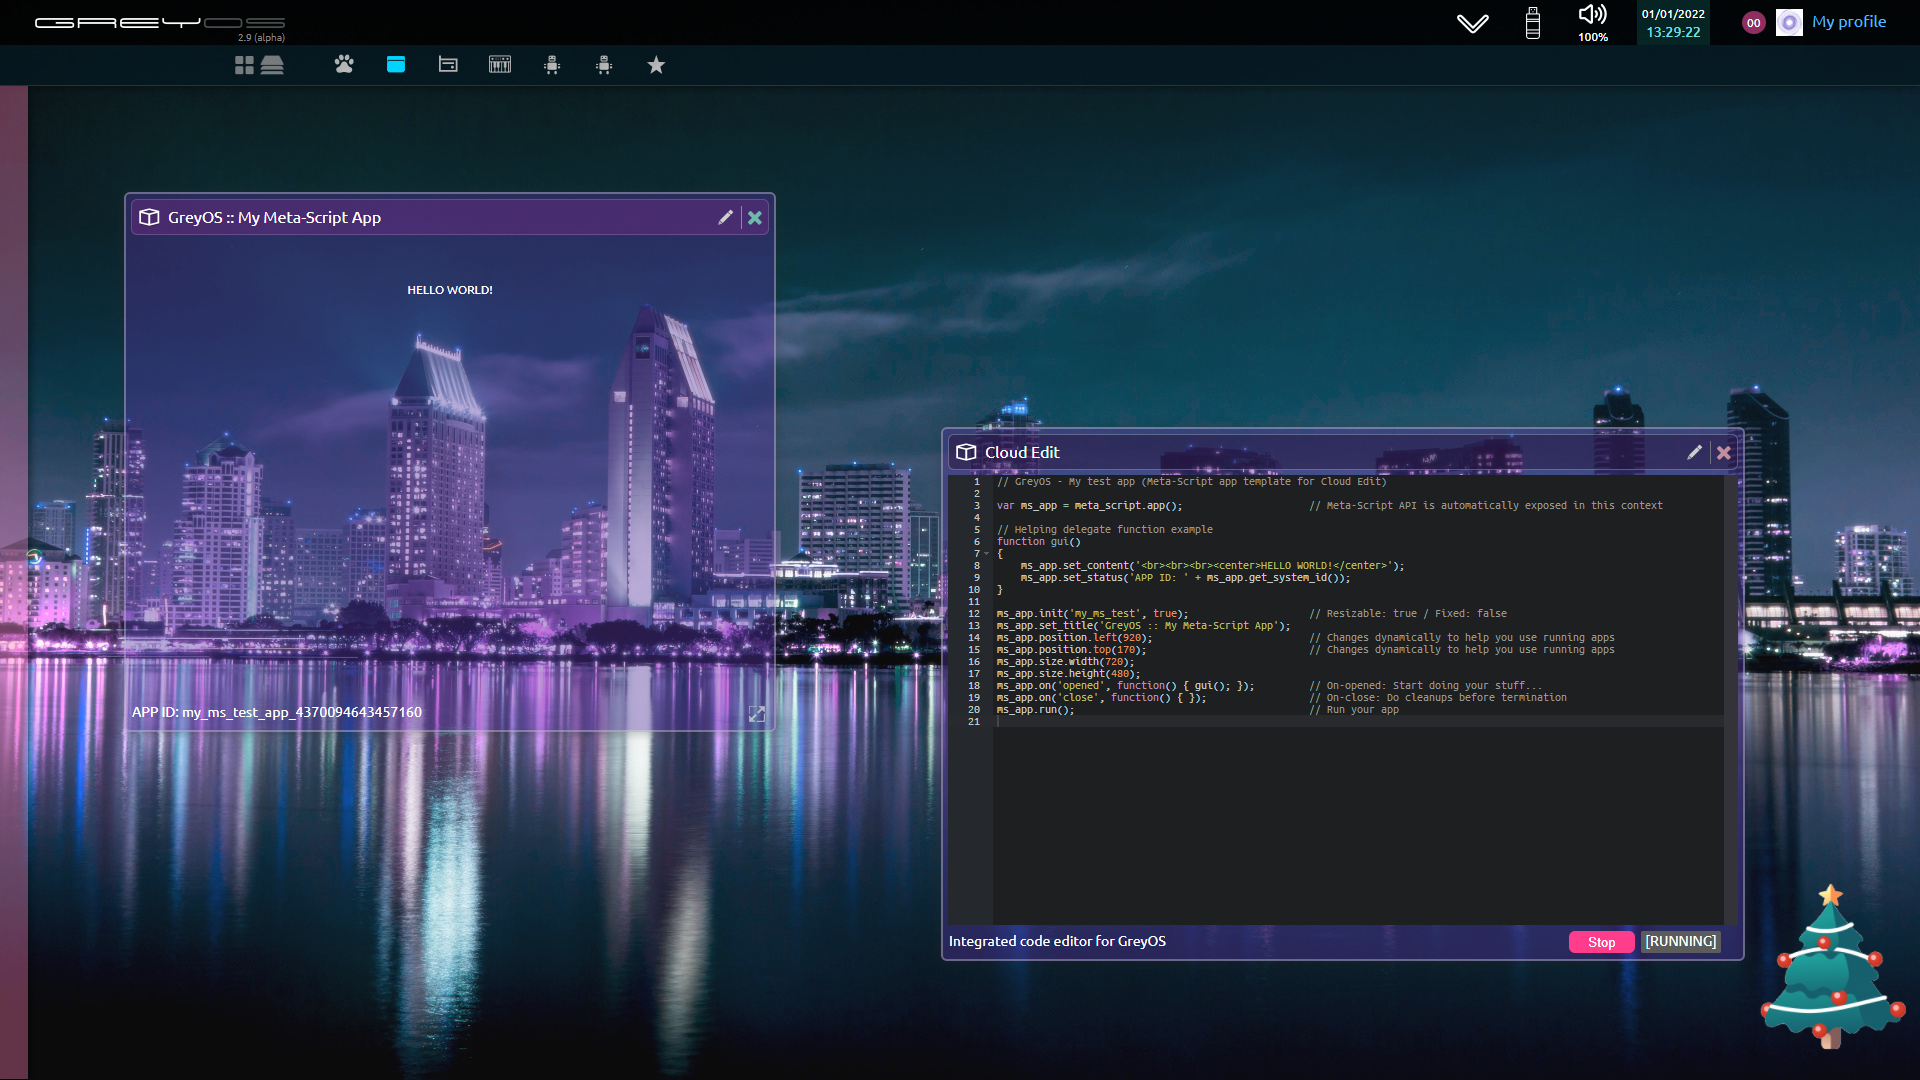 GREYOS
2.9 (alpha)
100%
01/01/2022
13:29:22
00
My profile
GreyOS :: My Meta-Script App
HELLO WORLD!
APP ID: my_ms_test_app_4370094643457160
Cloud Edit
1 // GreyOS - My test app (Meta-Script app template for Cloud Edit)
2
3 var ms_app = meta_script.app(); // Meta-Script API is automatically exposed in this context
4
5 // Helping delegate function example
6 function gui()
7 {
8 ms_app.set_content('<br><br><br><center>HELLO WORLD!</center>');
9 ms_app.set_status('APP ID: ' + ms_app.get_system_id());
10 }
11
12 ms_app.init('my_ms_test', true); // Resizable: true / Fixed: false
13 ms_app.set_title('GreyOS :: My Meta-Script App');
14 ms_app.position.left(920); // Changes dynamically to help you use running apps
15 ms_app.position.top(170); // Changes dynamically to help you use running apps
16 ms_app.size.width(720);
17 ms_app.size.height(480);
18 ms_app.on('opened', function() { gui(); }); // On-opened: Start doing your stuff...
19 ms_app.on('close', function() { }); // On-close: Do cleanups before termination
20 ms_app.run(); // Run your app
21
Integrated code editor for GreyOS
Stop
[RUNNING]